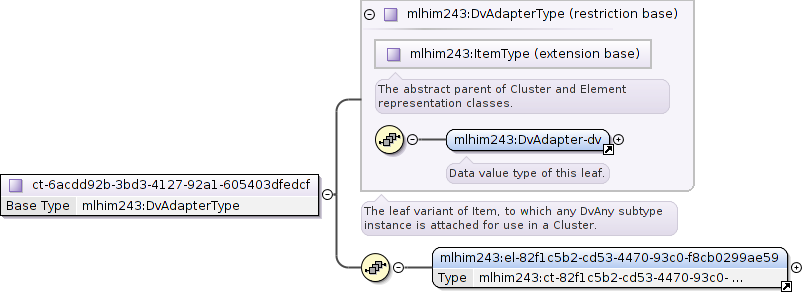 mlhim243:DvAdapterType (restriction base)
mlhim243:ItemType (extension base)
The abstract parent of Cluster and Element
representation classes.
mlhim243:DvAdapter-dv
Data value type of this leaf.
ct-6acdd92b-3bd3-4127-92a1-605403dfedcf
Base Type mlhim243:DvAdapterType
The leaf variant of Item, to which any DvAny subtype
instance is attached for use in a Cluster.
mlhim243:el-82f1c5b2-cd53-4470-93c0-f8cb0299ae59
Type mlhim243:ct-82f1c5b2-cd53-4470-93c0- ...